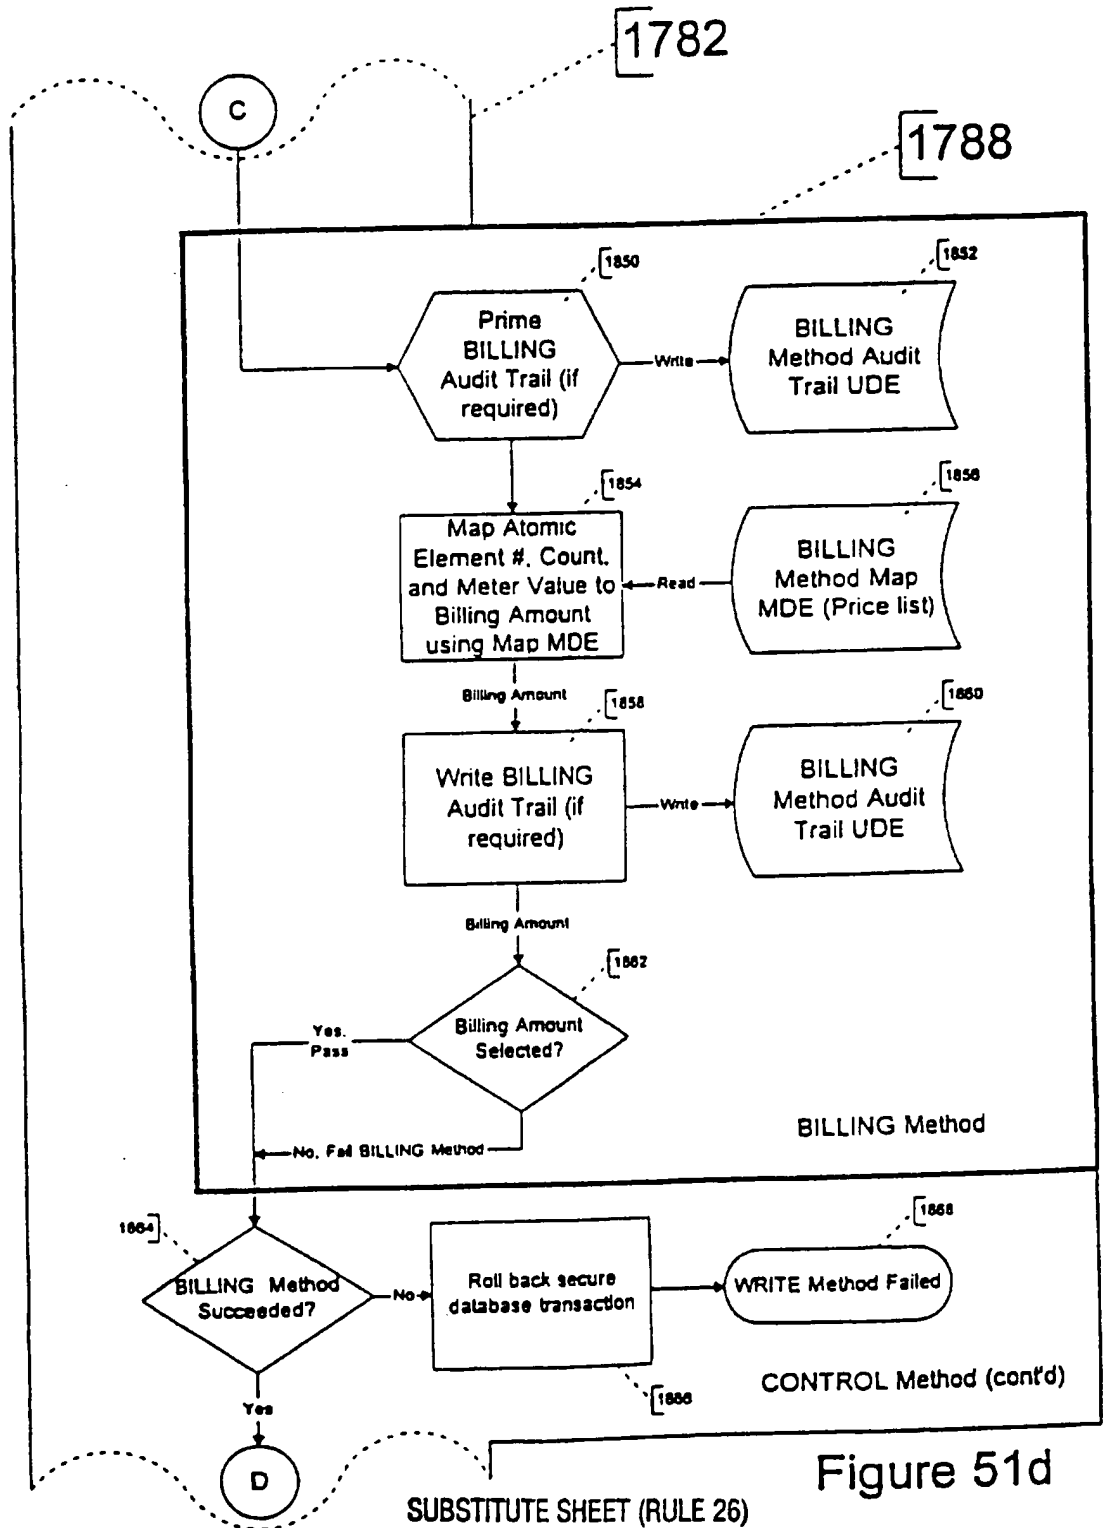 1782
C
1788
1850
1852
Prime
BILLING
Audit Trail (if
required)
Write
BILLING
Method Audit
Trail UDE
1854
1856
Map Atomic
Element #, Count,
and Meter Value to
Billing Amount
using Map MDE
Read
BILLING
Method Map
MDE (Price list)
Billing Amount
1858
1860
Write BILLING
Audit Trail (if
required)
Write
BILLING
Method Audit
Trail UDE
Billing Amount
1862
Billing Amount
Selected?
Yes,
Pass
No, Fail BILLING Method
BILLING Method
1864
BILLING Method
Succeeded?
No
Roll back secure
database transaction
1868
WRITE Method Failed
1866
CONTROL Method (cont'd)
Yes
D
Figure 51d
SUBSTITUTE SHEET (RULE 26)